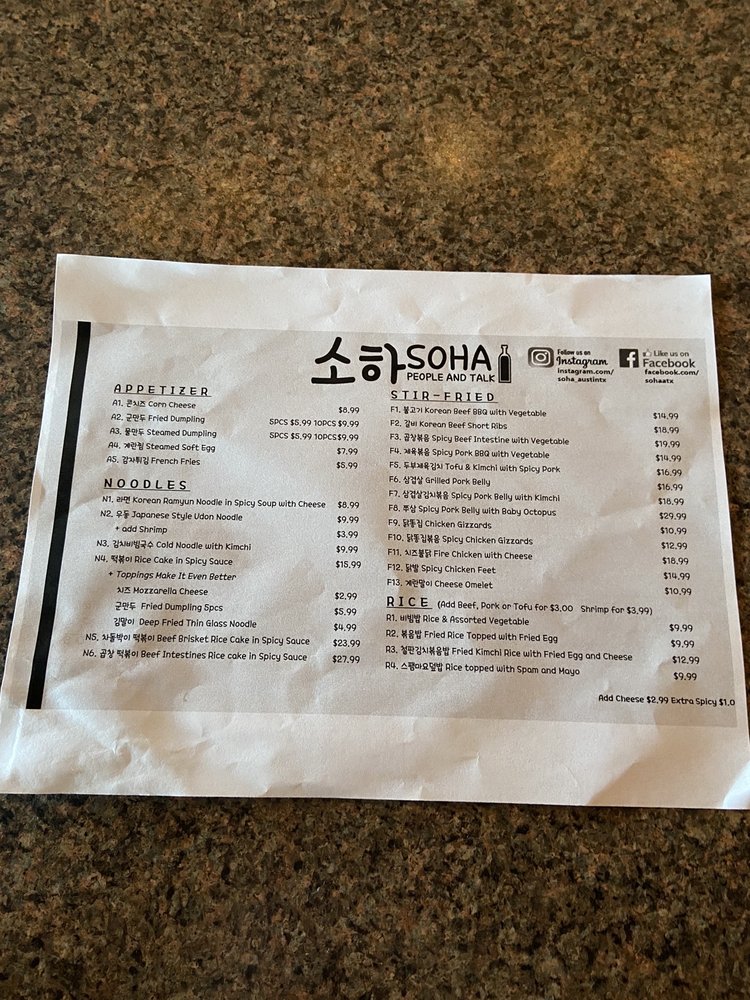 소하 SOHA
PEOPLE AND TALK
Follow us on
Instagram
instagram.com/
soha_austintx
Like us on
Facebook
facebook.com/
sohaatx
APPETIZER
A1. 콘치즈 Corn Cheese $8.99
A2. 군만두 Fried Dumpling 5PCS $5.99 10PCS $9.99
A3. 물만두 Steamed Dumpling 5PCS $5.99 10PCS $9.99
A4. 계란찜 Steamed Soft Egg $7.99
A5. 감자튀김 French Fries $5.99
NOODLES
N1. 라면 Korean Ramyun Noodle in Spicy Soup with Cheese $8.99
N2. 우동 Japanese Style Udon Noodle $9.99
+ add Shrimp $3.99
N3. 김치비빔국수 Cold Noodle with Kimchi $9.99
N4. 떡볶이 Rice Cake in Spicy Sauce $15.99
+ Toppings Make It Even Better
치즈 Mozzarella Cheese $2.99
군만두 Fried Dumpling 5pcs $5.99
김말이 Deep Fried Thin Glass Noodle $4.99
N5. 차돌박이 떡볶이 Beef Brisket Rice Cake in Spicy Sauce $23.99
N6. 곱창 떡볶이 Beef Intestines Rice cake in Spicy Sauce $27.99
STIR-FRIED
F1. 불고기 Korean Beef BBQ with Vegetable $14.99
F2. 갈비 Korean Beef Short Ribs $18.99
F3. 곱창볶음 Spicy Beef Intestine with Vegetable $19.99
F4. 제육볶음 Spicy Pork BBQ with Vegetable $14.99
F5. 두부제육김치 Tofu & Kimchi with Spicy Pork $16.99
F6. 삼겹살 Grilled Pork Belly $16.99
F7. 삼겹살김치볶음 Spicy Pork Belly with Kimchi $18.99
F8. 뿌삼 Spicy Pork Belly with Baby Octopus $29.99
F9. 닭똥집 Chicken Gizzards $10.99
F10. 닭똥집볶음 Spicy Chicken Gizzards $12.99
F11. 치즈불닭 Fire Chicken with Cheese $18.99
F12. 닭발 Spicy Chicken Feet $14.99
F13. 계란말이 Cheese Omelet $10.99
RICE (Add Beef, Pork or Tofu for $3.00 Shrimp for $3.99)
R1. 비빔밥 Rice & Assorted Vegetable $9.99
R2. 볶음밥 Fried Rice Topped with Fried Egg $9.99
R3. 철판김치볶음밥 Fried Kimchi Rice with Fried Egg and Cheese $12.99
R4. 스팸마요덮밥 Rice topped with Spam and Mayo $9.99
Add Cheese $2.99 Extra Spicy $1.0